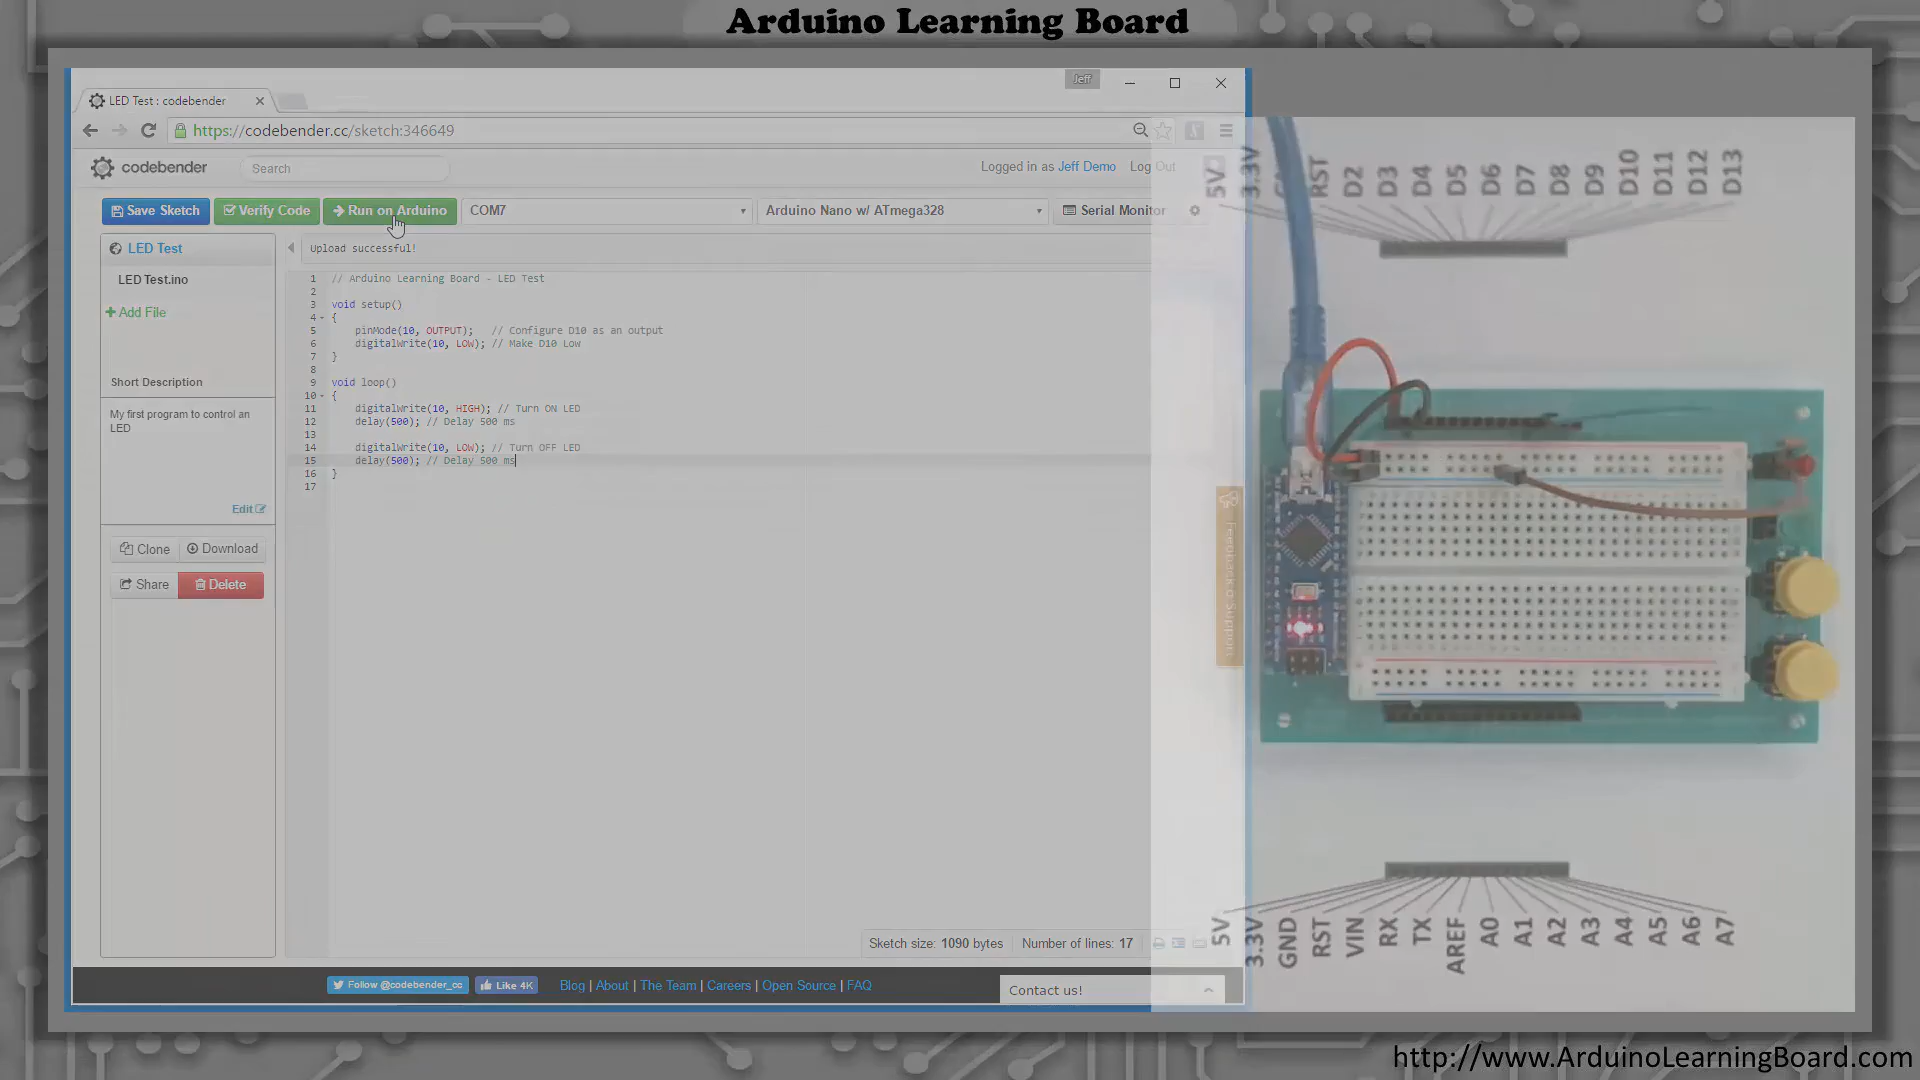 Arduino Learning Board
Jeff
LED Test : codebender
https://codebender.cc/sketch:346649
codebender
Search
Logged in as Jeff Demo Log Out
Save Sketch Verify Code Run on Arduino COM7 Arduino Nano w/ ATmega328 Serial Monitor
LED Test
Upload successful!
LED Test.ino
Add File
Short Description
My first program to control an
LED
Edit
Clone Download
Share Delete
1 // Arduino Learning Board - LED Test
2
3 void setup()
4 {
5 pinMode(10, OUTPUT); // Configure D10 as an output
6 digitalWrite(10, LOW); // Make D10 Low
7 }
8
9 void loop()
10 {
11 digitalWrite(10, HIGH); // Turn ON LED
12 delay(500); // Delay 500 ms
13
14 digitalWrite(10, LOW); // Turn OFF LED
15 delay(500); // Delay 500 ms
16 }
17
5V 3.3V RST D2 D3 D4 D5 D6 D7 D8 D9 D10 D11 D12 D13
Feedback & Support
5V 3.3V GND RST VIN RX TX AREF A0 A1 A2 A3 A4 A5 A6 A7
Sketch size: 1090 bytes Number of lines: 17
Follow @codebender_cc Like 4K Blog | About | The Team | Careers | Open Source | FAQ
Contact us!
http://www.ArduinoLearningBoard.com